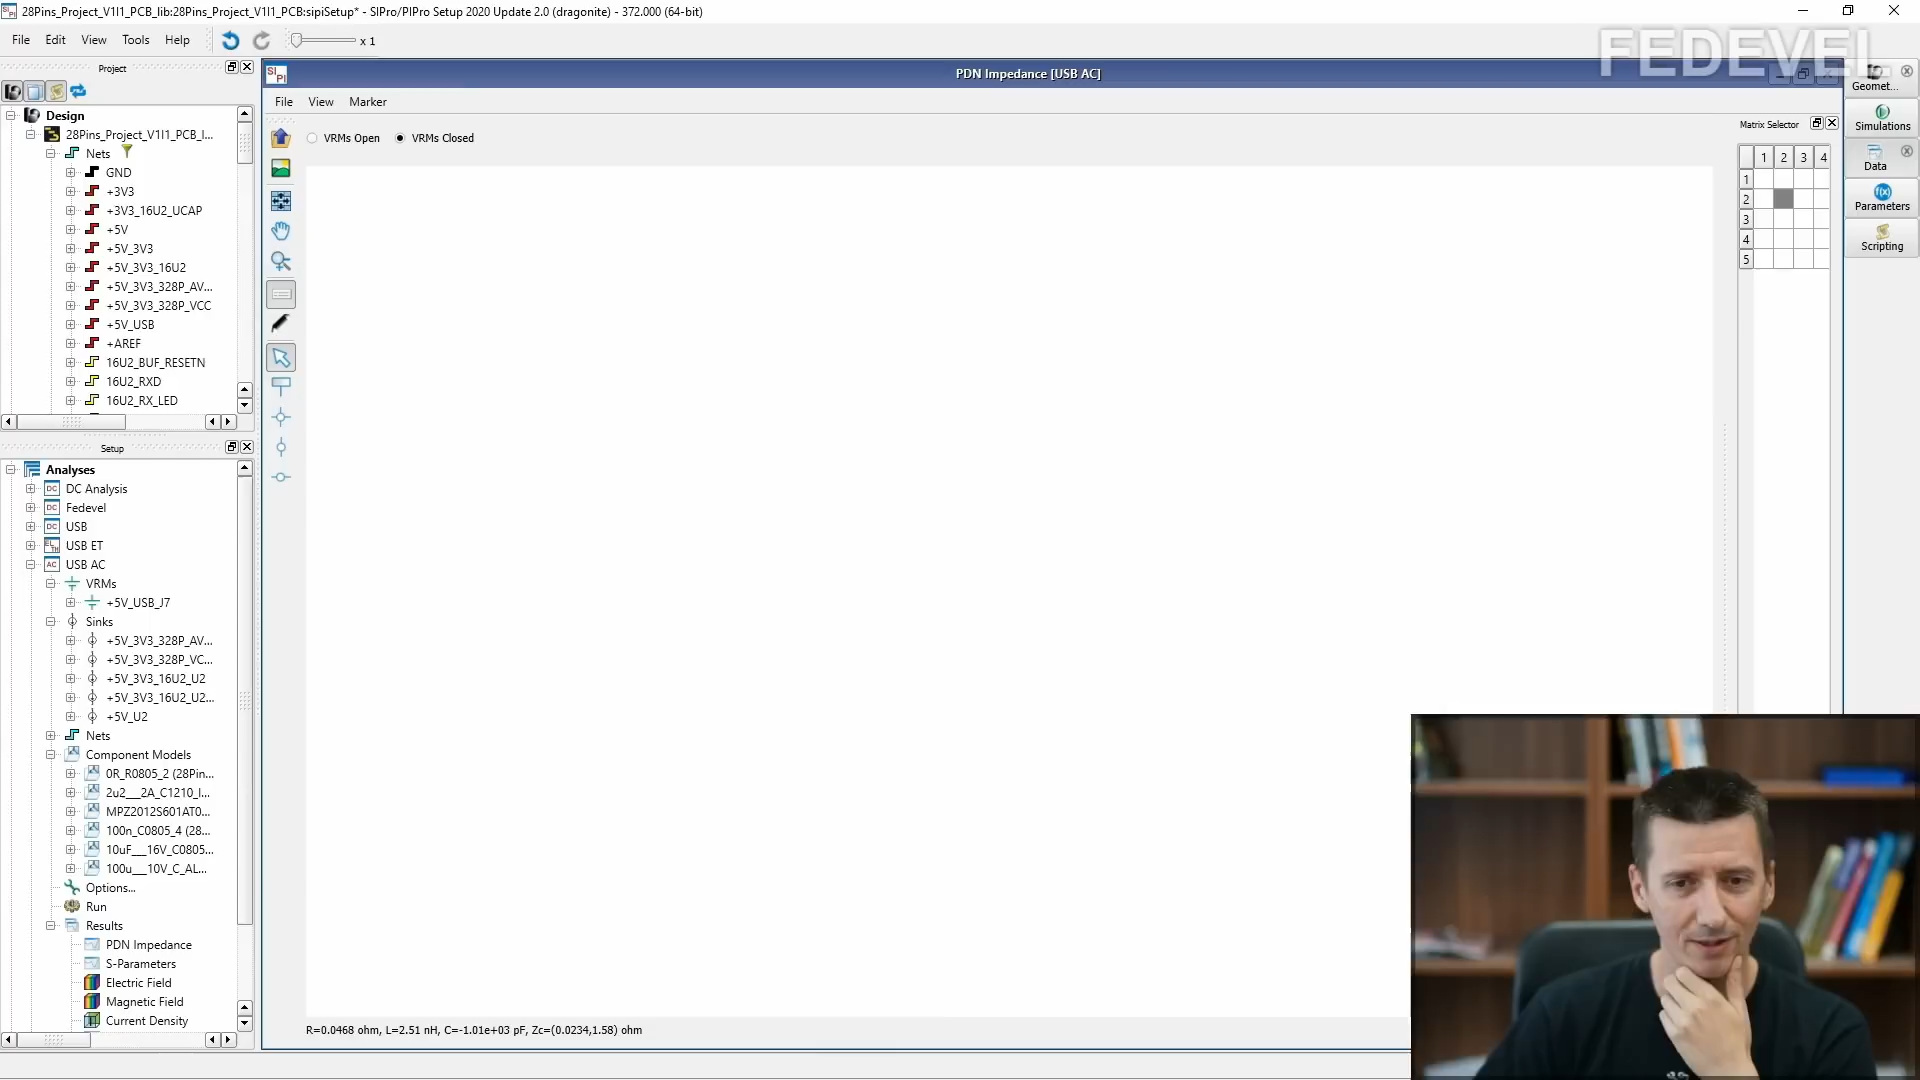 28Pins_Project_V1I1_PCB_lib:28Pins_Project_V1I1_PCB:sipiSetup* - SIPro/PIPro Setup 2020 Update 2.0 (dragonite) - 372.000 (64-bit)
File Edit View Tools Help x 1
FEDEVEL
Project
Design
28Pins_Project_V1I1_PCB_l...
Nets
GND
+3V3
+3V3_16U2_UCAP
+5V
+5V_3V3
+5V_3V3_16U2
+5V_3V3_328P_AV...
+5V_3V3_328P_VCC
+5V_USB
+AREF
16U2_BUF_RESETN
16U2_RXD
16U2_RX_LED
Setup
Analyses
DC Analysis
Fedevel
USB
USB ET
USB AC
VRMs
+5V_USB_J7
Sinks
+5V_3V3_328P_AV...
+5V_3V3_328P_VC...
+5V_3V3_16U2_U2
+5V_3V3_16U2_U2...
+5V_U2
Nets
Component Models
0R_R0805_2 (28Pin...
2u2___2A_C1210_I...
MPZ2012S601AT0...
100n_C0805_4 (28...
10uF___16V_C0805...
100u___10V_C_AL...
Options...
Run
Results
PDN Impedance
S-Parameters
Electric Field
Magnetic Field
Current Density
PDN Impedance [USB AC]
File View Marker
VRMs Open VRMs Closed
R=0.0468 ohm, L=2.51 nH, C=-1.01e+03 pF, Zc=(0.0234,1.58) ohm
Matrix Selector
1 2 3 4
1
2
3
4
5
Geomet...
Simulations
Data
Parameters
Scripting